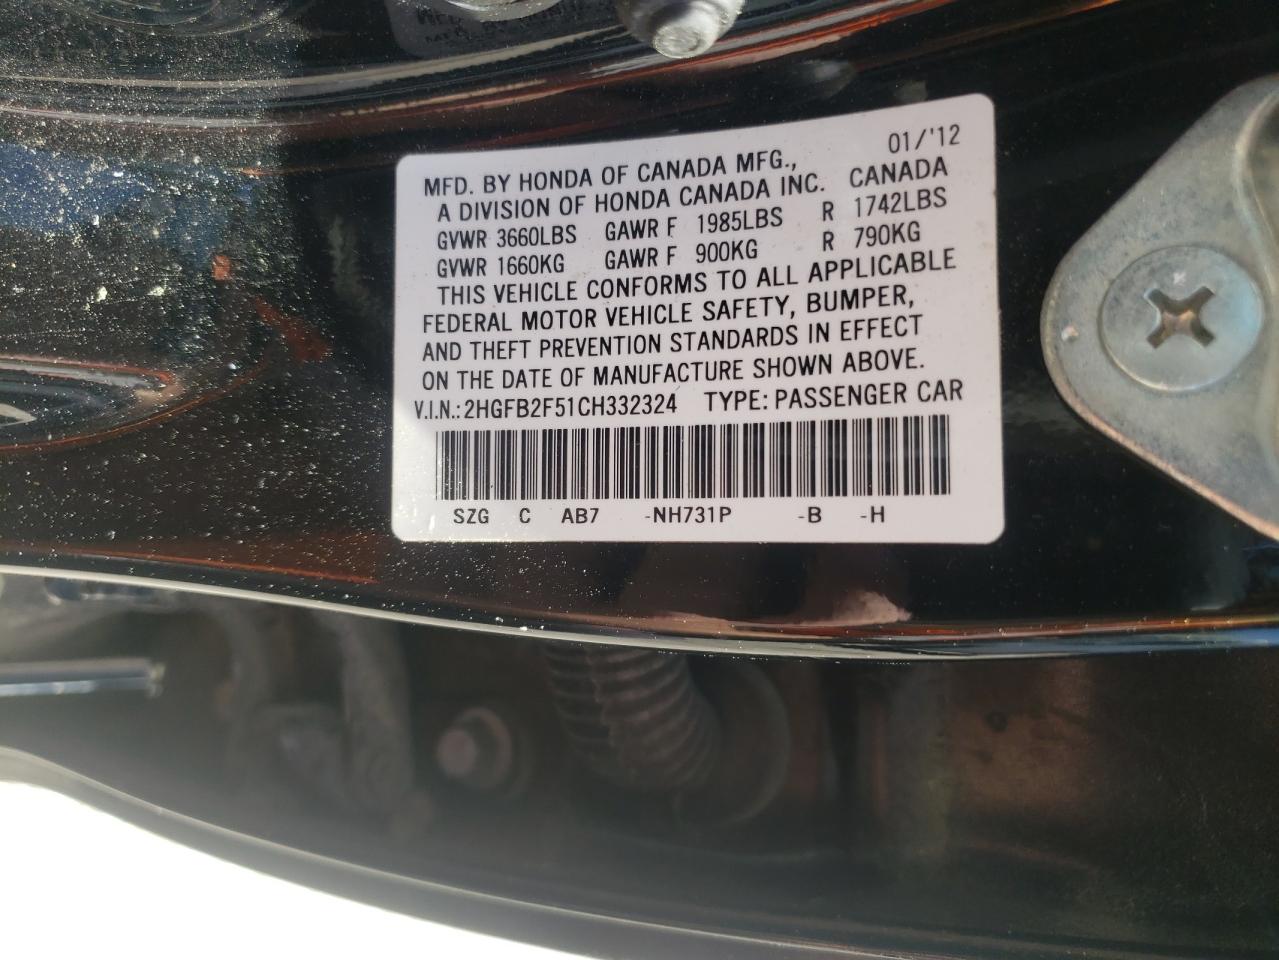 01/'12
MFD. BY HONDA OF CANADA MFG.,
A DIVISION OF HONDA CANADA INC. CANADA
GVWR 3660LBS GAWR F 1985LBS R 1742LBS
GVWR 1660KG GAWR F 900KG R 790KG
THIS VEHICLE CONFORMS TO ALL APPLICABLE
FEDERAL MOTOR VEHICLE SAFETY, BUMPER,
AND THEFT PREVENTION STANDARDS IN EFFECT
ON THE DATE OF MANUFACTURE SHOWN ABOVE.
V.I.N.: 2HGFB2F51CH332324 TYPE: PASSENGER CAR
SZG C AB7 -NH731P -B -H